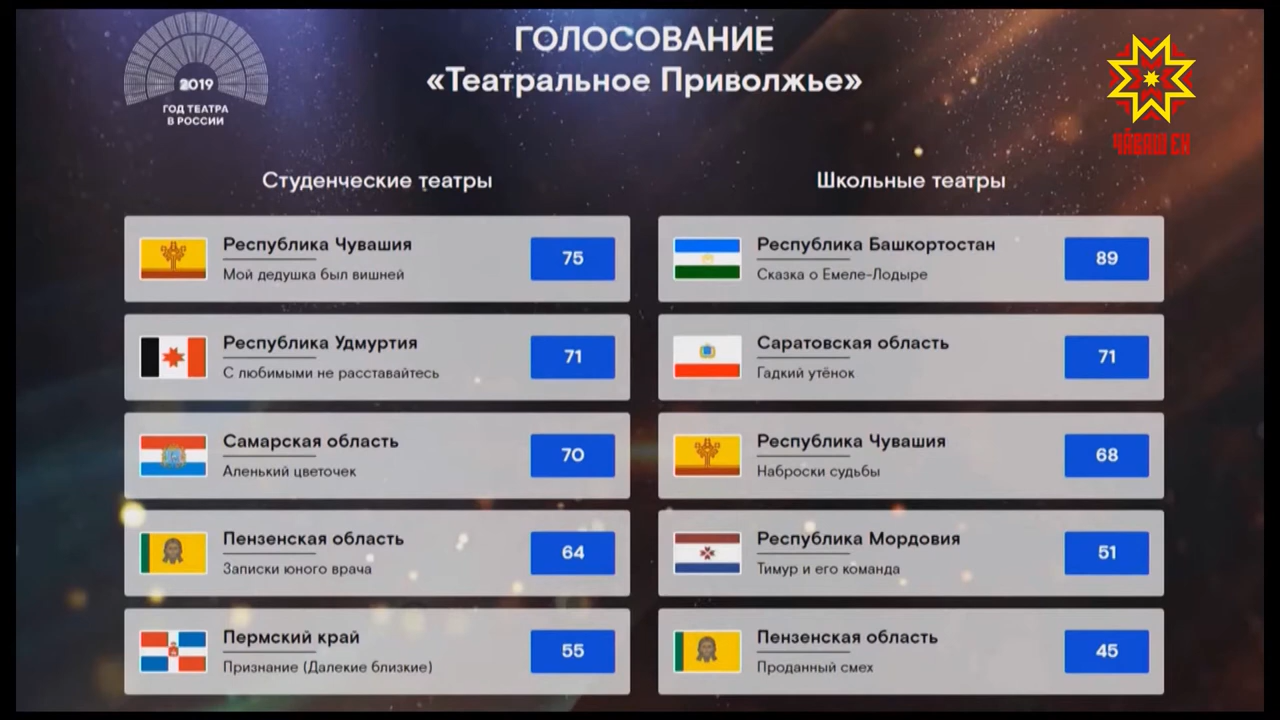 ГОЛОСОВАНИЕ
«Театральное Приволжье»
2019
ГОД ТЕАТРА
В РОССИИ
ЧӐВАШ ЕН
Студенческие театры
Республика Чувашия
Мой дедушка был вишней
75
Республика Удмуртия
С любимыми не расставайтесь
71
Самарская область
Аленький цветочек
70
Пензенская область
Записки юного врача
64
Пермский край
Признание (Далекие близкие)
55
Школьные театры
Республика Башкортостан
Сказка о Емеле-Лодыре
89
Саратовская область
Гадкий утёнок
71
Республика Чувашия
Наброски судьбы
68
Республика Мордовия
Тимур и его команда
51
Пензенская область
Проданный смех
45